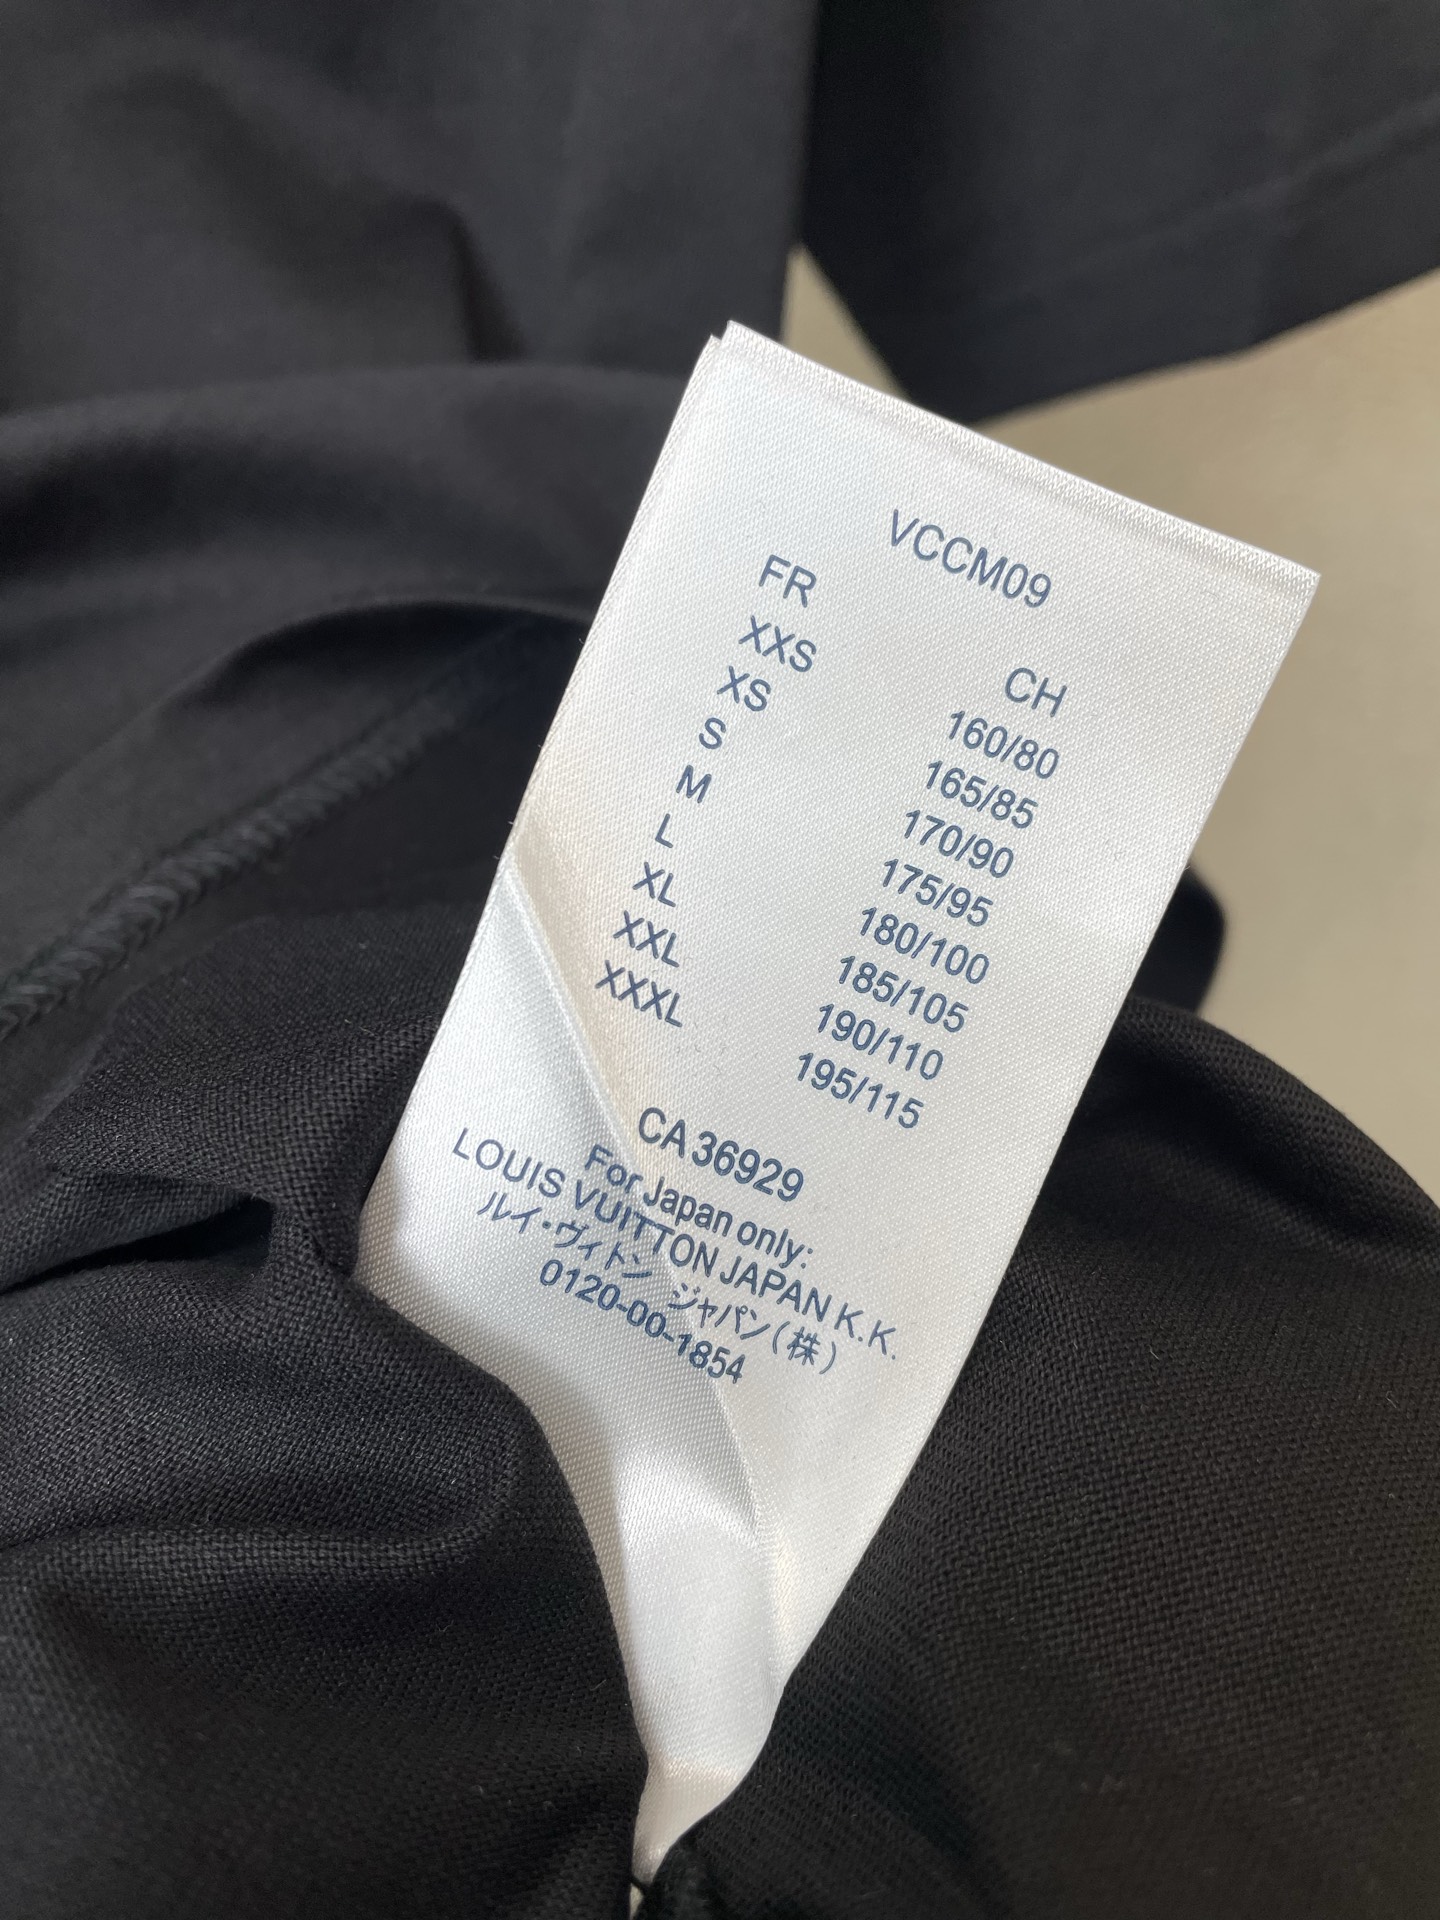 VCCM09
FR CH
XXS 160/80
XS 165/85
S 170/90
M 175/95
L 180/100
XL 185/105
XXL 190/110
XXXL 195/115
CA 36929
For Japan only:
LOUIS VUITTON JAPAN K.K.
ルイ・ヴィトン ジャパン(株)
0120-00-1854